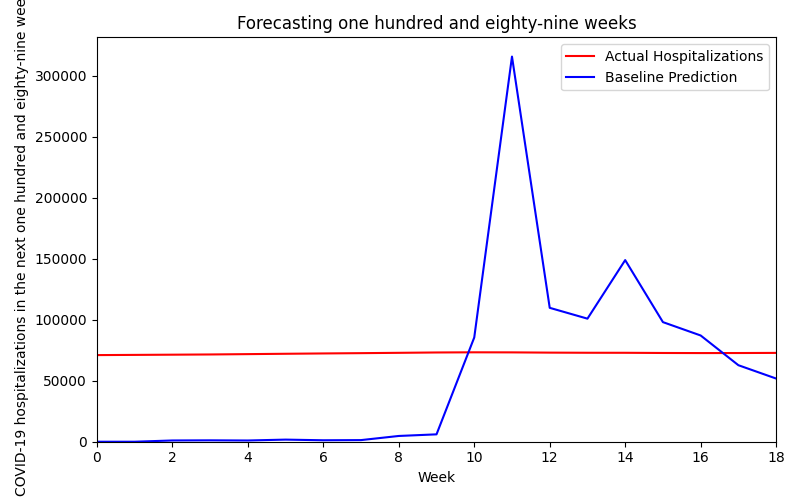 Forecasting one hundred and eighty-nine weeks
COVID-19 hospitalizations in the next one hundred and eighty-nine wee
300000
250000
200000
150000
100000
50000
0
Actual Hospitalizations
Baseline Prediction
0 2 4 6 8 10 12 14 16 18
Week